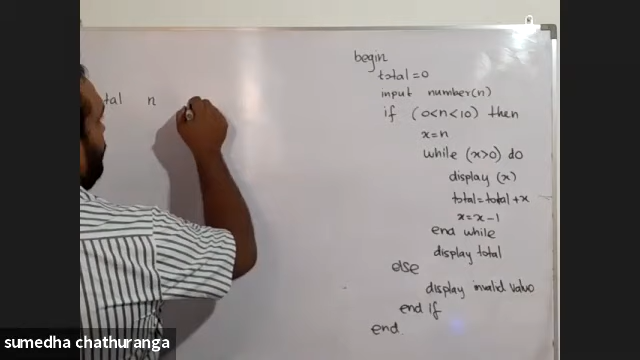 tal n
begin
total = 0
input number(n)
if (0<n<10) then
x=n
while (x>0) do
display (x)
total=total+x
x=x-1
end while
display total
else
display invalid valuo
end If
end.
sumedha chathuranga